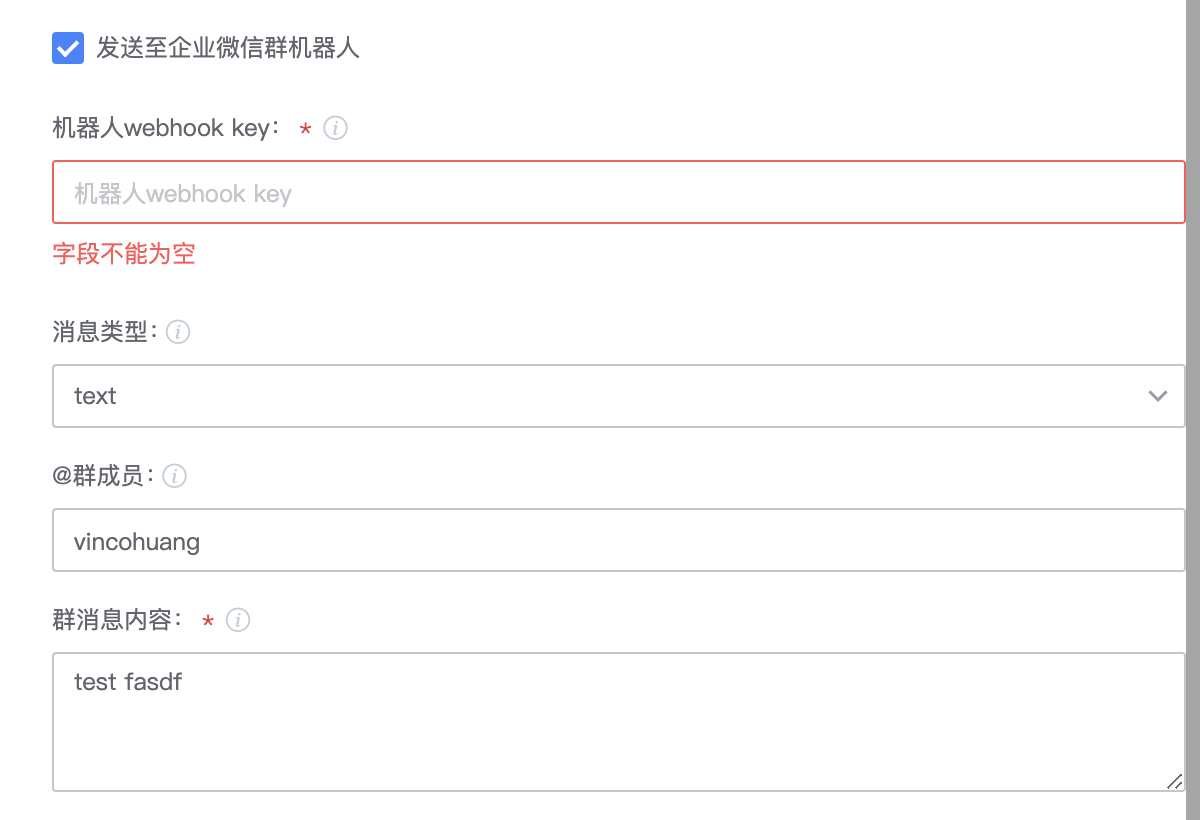 发送至企业微信群机器人
机器人webhook key： *
机器人webhook key
字段不能为空
消息类型：
text
@群成员：
vincohuang
群消息内容： *
test fasdf